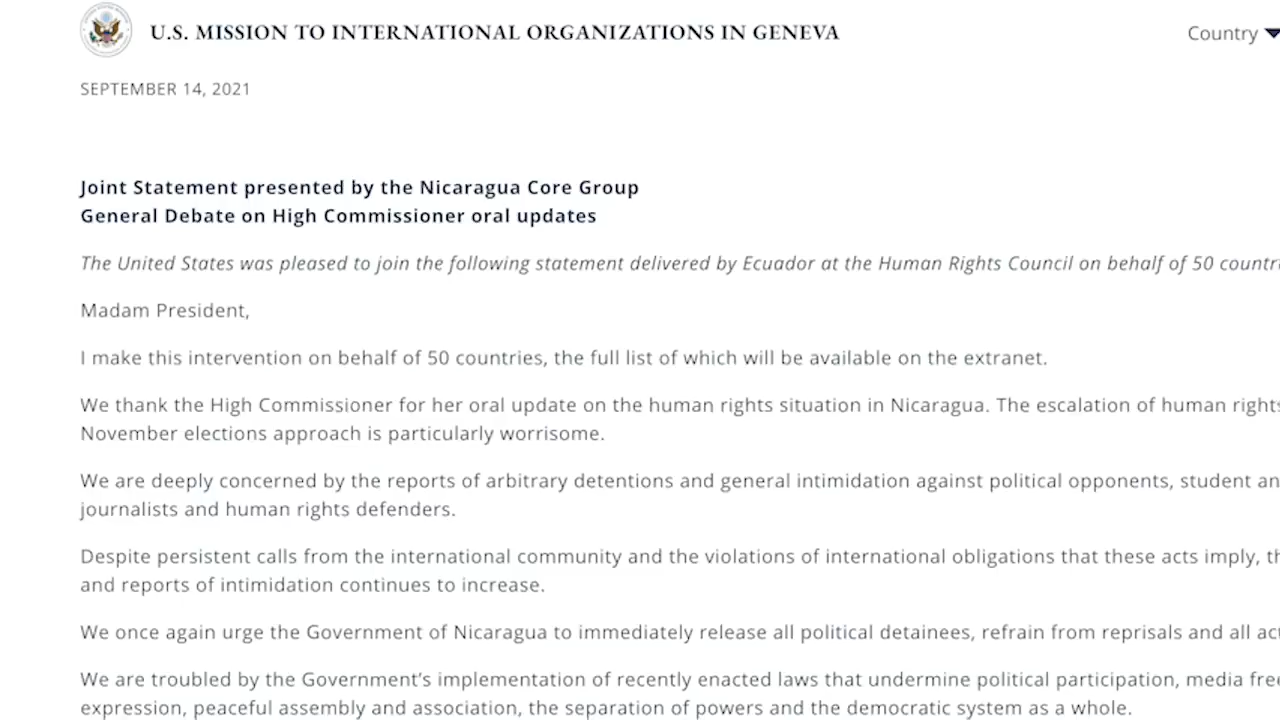 U.S. MISSION TO INTERNATIONAL ORGANIZATIONS IN GENEVA
Country
SEPTEMBER 14, 2021
Joint Statement presented by the Nicaragua Core Group
General Debate on High Commissioner oral updates
The United States was pleased to join the following statement delivered by Ecuador at the Human Rights Council on behalf of 50
Madam President,
I make this intervention on behalf of 50 countries, the full list of which will be available on the extranet.
We thank the High Commissioner for her oral update on the human rights situation in Nicaragua. The escalation of human rights
November elections approach is particularly worrisome.
We are deeply concerned by the reports of arbitrary detentions and general intimidation against political opponents, student
journalists and human rights defenders.
Despite persistent calls from the international community and the violations of international obligations that these acts imply,
and reports of intimidation continues to increase.
We once again urge the Government of Nicaragua to immediately release all political detainees, refrain from reprisals and all
We are troubled by the Government's implementation of recently enacted laws that undermine political participation, media
expression, peaceful assembly and association, the separation of powers and the democratic system as a whole.